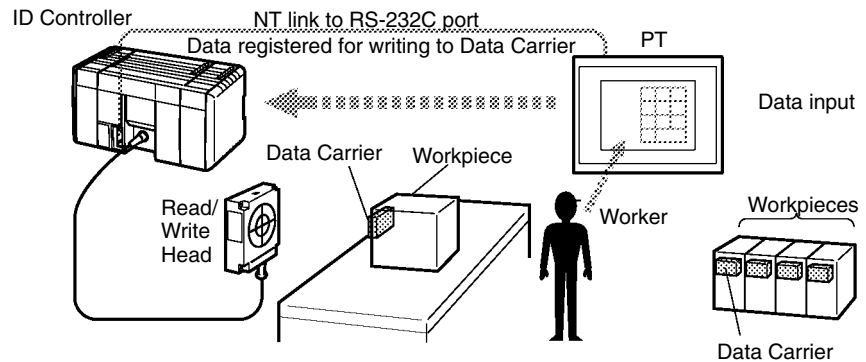 ID Controller
NT link to RS-232C port
Data registered for writing to Data Carrier
PT
Data input
Data Carrier
Workpiece
Read/
Write
Head
Worker
Workpieces
Data Carrier